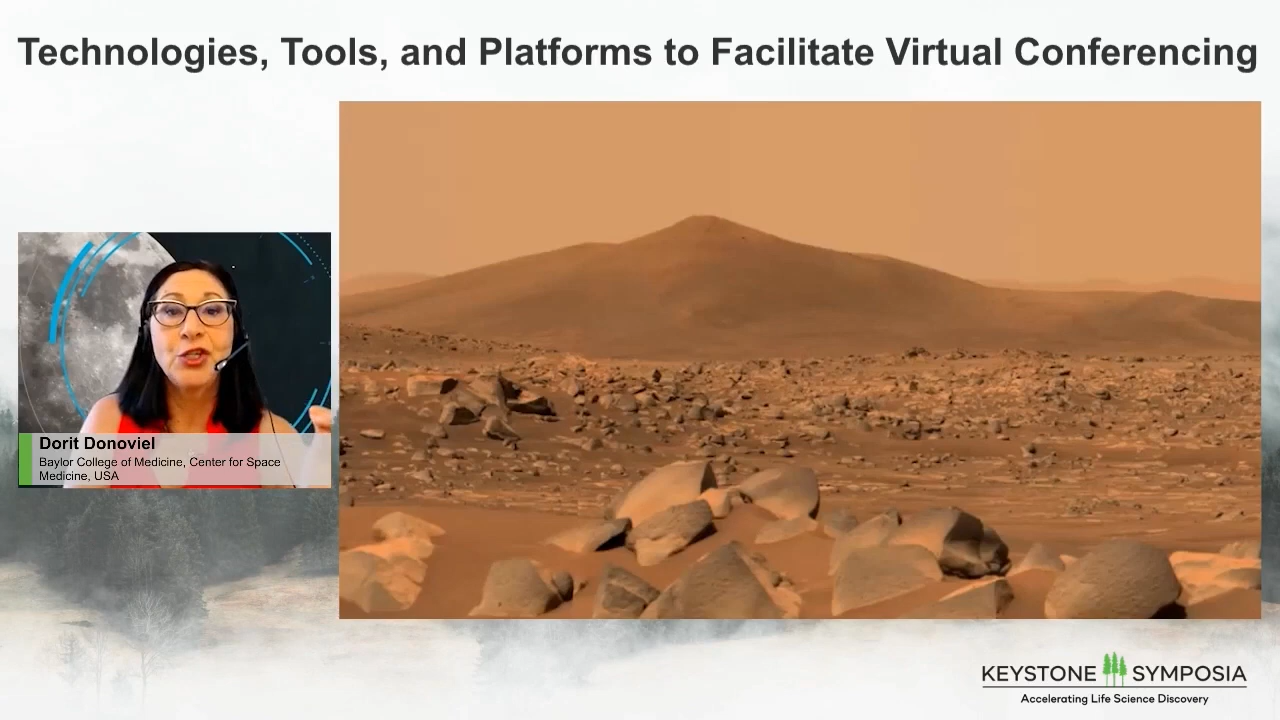 Technologies, Tools, and Platforms to Facilitate Virtual Conferencing
Dorit Donoviel
Baylor College of Medicine, Center for Space
Medicine, USA
KEYSTONE SYMPOSIA
Accelerating Life Science Discovery